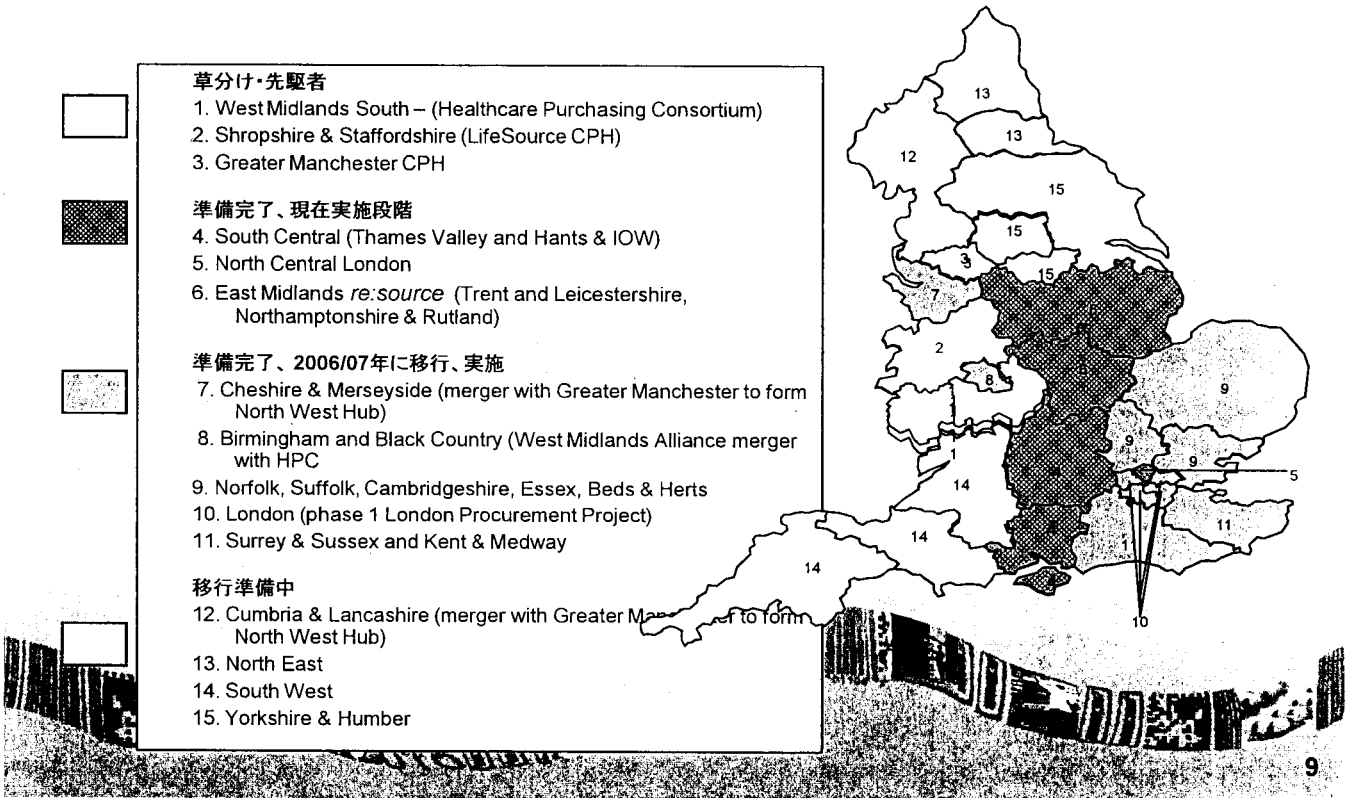 草分け・先駆者
1. West Midlands South – (Healthcare Purchasing Consortium)
2. Shropshire & Staffordshire (LifeSource CPH)
3. Greater Manchester CPH
準備完了、現在実施段階
4. South Central (Thames Valley and Hants & IOW)
5. North Central London
6. East Midlands re:source (Trent and Leicestershire,
Northamptonshire & Rutland)
準備完了、2006/07年に移行、実施
7. Cheshire & Merseyside (merger with Greater Manchester to form
North West Hub)
8. Birmingham and Black Country (West Midlands Alliance merger
with HPC
9. Norfolk, Suffolk, Cambridgeshire, Essex, Beds & Herts
10. London (phase 1 London Procurement Project)
11. Surrey & Sussex and Kent & Medway
移行準備中
12. Cumbria & Lancashire (merger with Greater to form
North West Hub)
13. North East
14. South West
15. Yorkshire & Humber
13
13
12
15
15
3
15
7
2
8
9
9
9
1
5
14
11
11
14
14
10
9